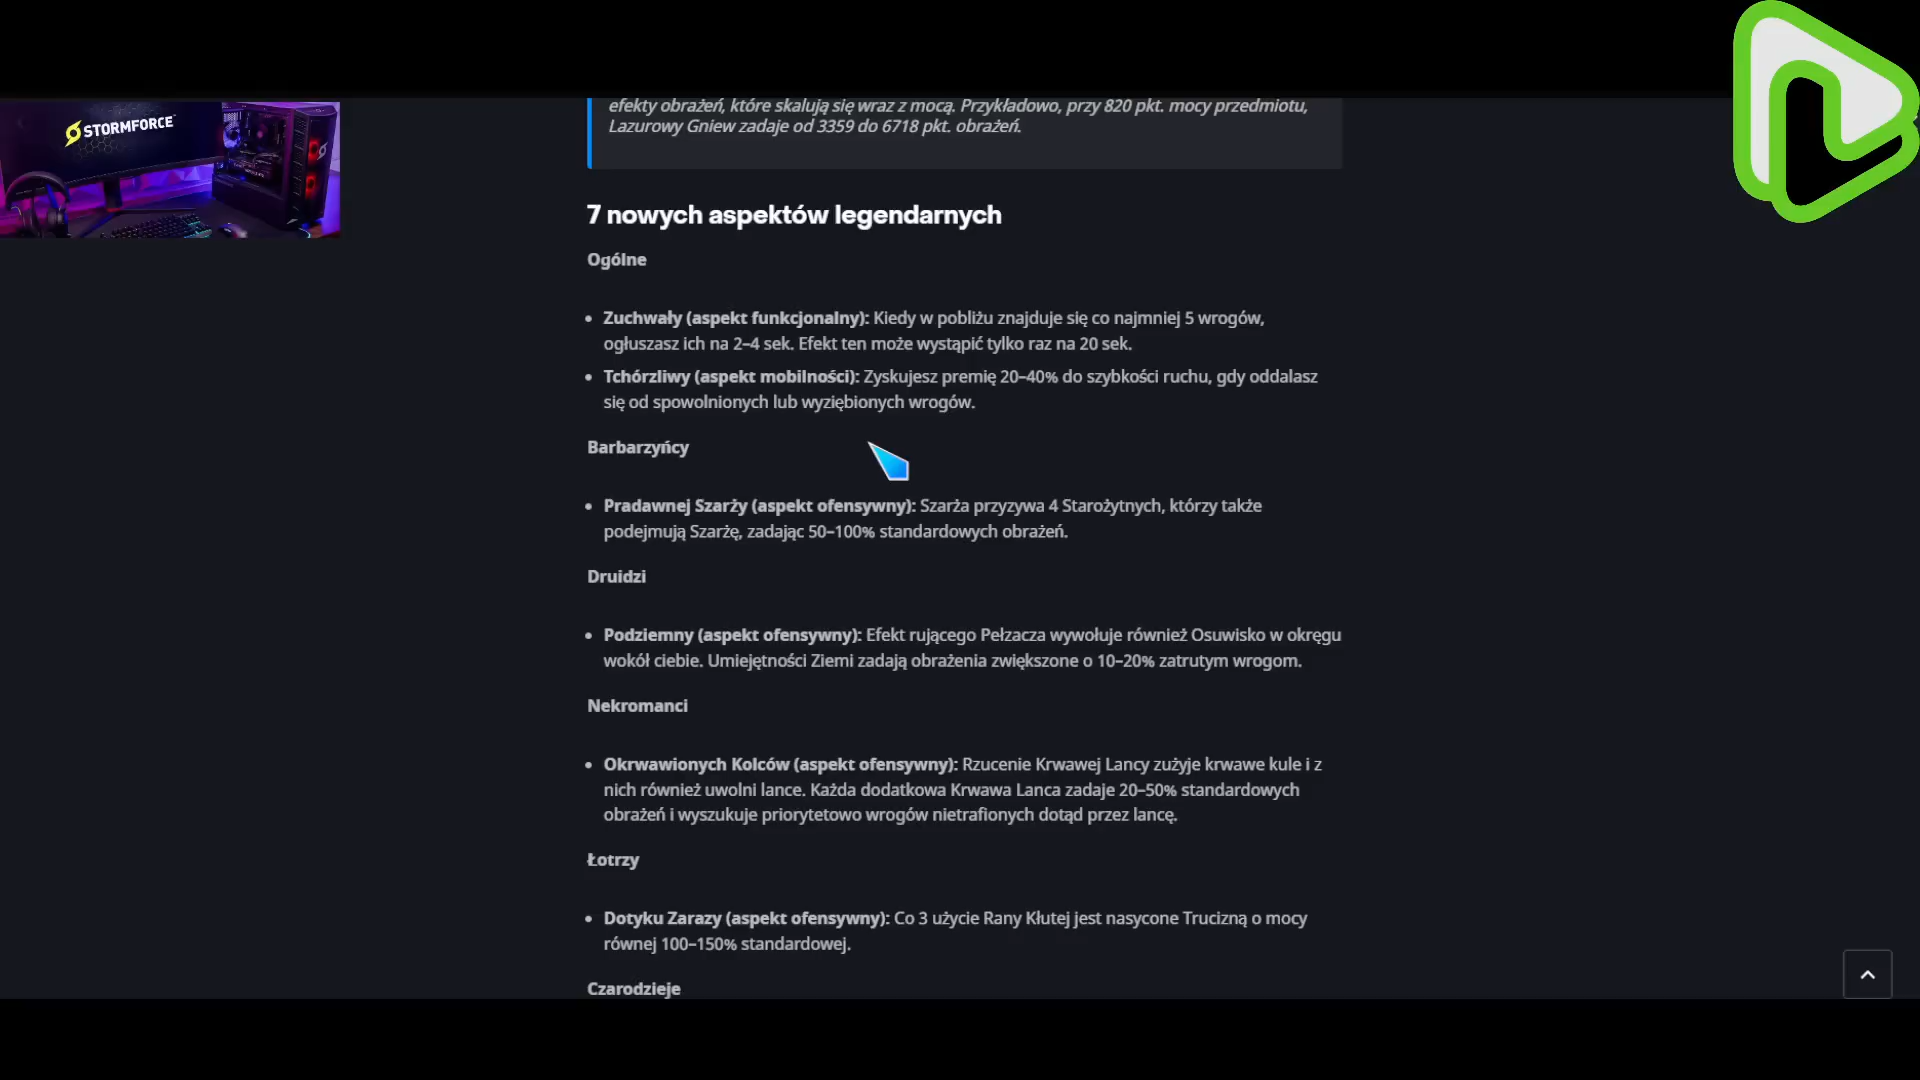 STORMFORCE
efekty obrażeń, które skalują się wraz z mocą. Przykładowo, przy 820 pkt. mocy przedmiotu,
Lazurowy Gniew zadaje od 3359 do 6718 pkt. obrażeń.
7 nowych aspektów legendarnych
Ogólne
• Zuchwały (aspekt funkcjonalny): Kiedy w pobliżu znajduje się co najmniej 5 wrogów,
ogłuszasz ich na 2–4 sek. Efekt ten może wystąpić tylko raz na 20 sek.
• Tchórzliwy (aspekt mobilności): Zyskujesz premię 20–40% do szybkości ruchu, gdy oddalasz
się od spowolnionych lub wyziębionych wrogów.
Barbarzyńcy
• Pradawnej Szarży (aspekt ofensywny): Szarża przyzywa 4 Starożytnych, którzy także
podejmują Szarżę, zadając 50–100% standardowych obrażeń.
Druidzi
• Podziemny (aspekt ofensywny): Efekt rującego Pełzacza wywołuje również Osuwisko w okręgu
wokół ciebie. Umiejętności Ziemi zadają obrażenia zwiększone o 10–20% zatrutym wrogom.
Nekromanci
• Okrwawionych Kolców (aspekt ofensywny): Rzucenie Krwawej Lancy zużyje krwawe kule i z
nich również uwolni lance. Każda dodatkowa Krwawa Lanca zadaje 20–50% standardowych
obrażeń i wyszukuje priorytetowo wrogów nietrafionych dotąd przez lancę.
Łotrzy
• Dotyku Zarazy (aspekt ofensywny): Co 3 użycie Rany Kłutej jest nasycone Trucizną o mocy
równej 100–150% standardowej.
Czarodzieje